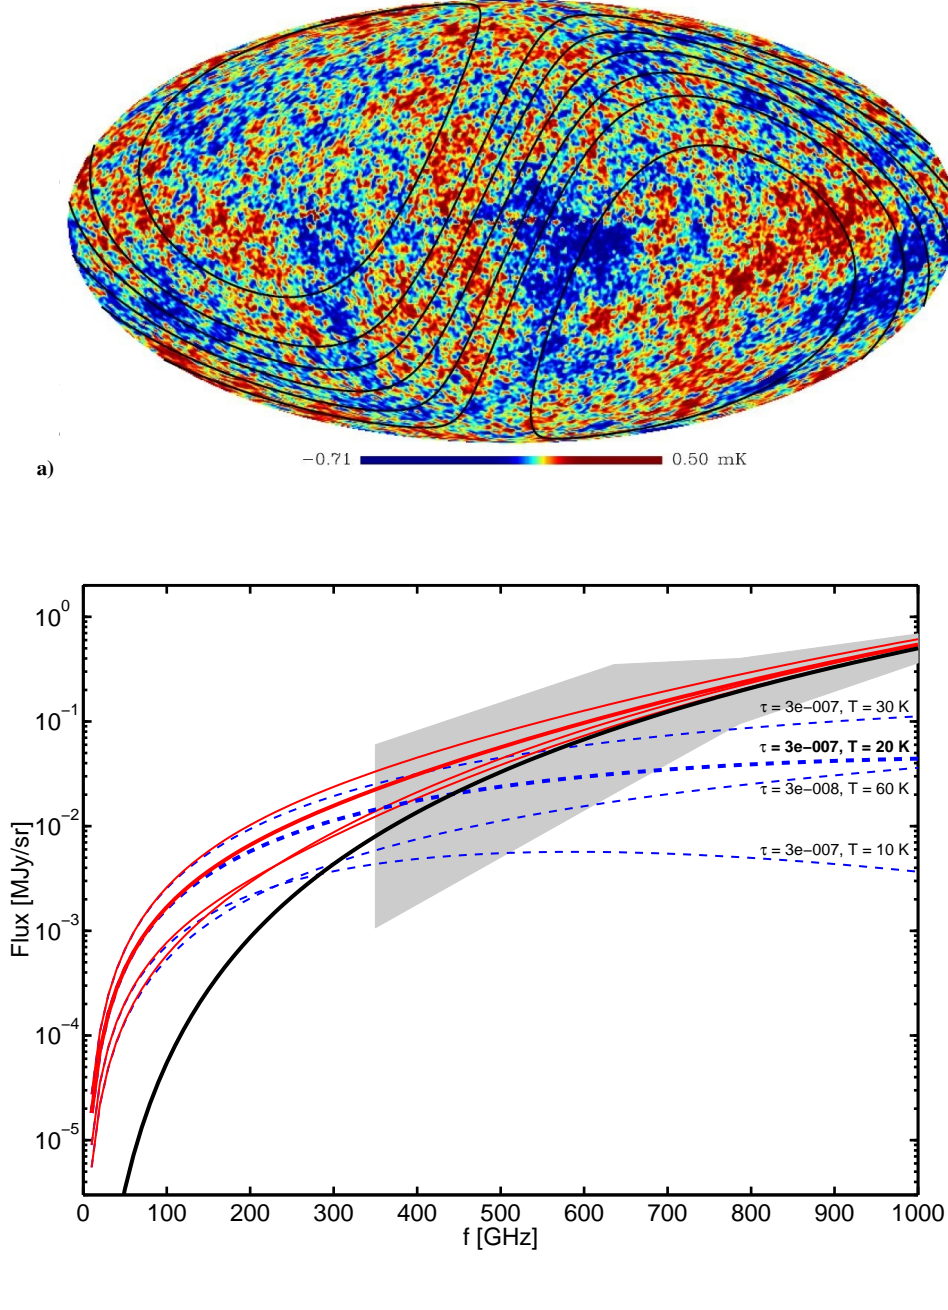 −0.71 0.50 mK
a)
10^0
10^−1
10^−2
10^−3
10^−4
10^−5
Flux [MJy/sr]
τ = 3e−007, T = 30 K
τ = 3e−007, T = 20 K
τ = 3e−008, T = 60 K
τ = 3e−007, T = 10 K
0 100 200 300 400 500 600 700 800 900 1000
f [GHz]